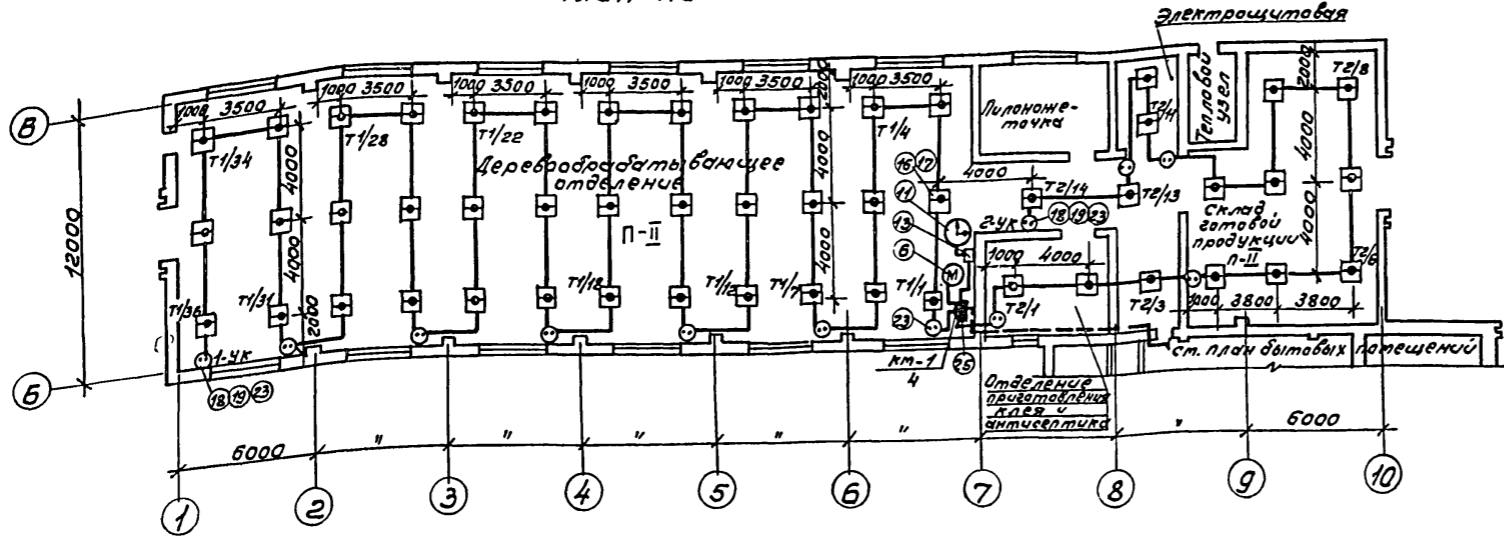 Электрощитовая
1000 3500
1000 3500
1000 3500
1000 3500
1000 3500
2000
1000 3500
Тепловой
узел
2000
Т2/8
В
Т1/34
Т1/28
Т1/22
Т1/4
Пилоноже-
точка
Т2/11
Деревообрабатывающее
отделение
4000
4000
16 17
4000
4000
11
Т2/14
Т2/13
12000
П-II
13
2-УК
18 19 23
Склад
готовой
продукции
П-II
4000
4000
6
М
1000 4000
4000
Т1/36
Т1/31
Т1/18
Т1/12
Т1/7
Т1/1
Т2/1
Т2/3
Т2/6
2000
1000 3800 3800
23
1-УК
18 19 23
км-1
4
25
ст. план бытовых помещений
Б
Отделение
приготовления
клея и
антисептика
6000 " " " " " " 6000
1 2 3 4 5 6 7 8 9 10